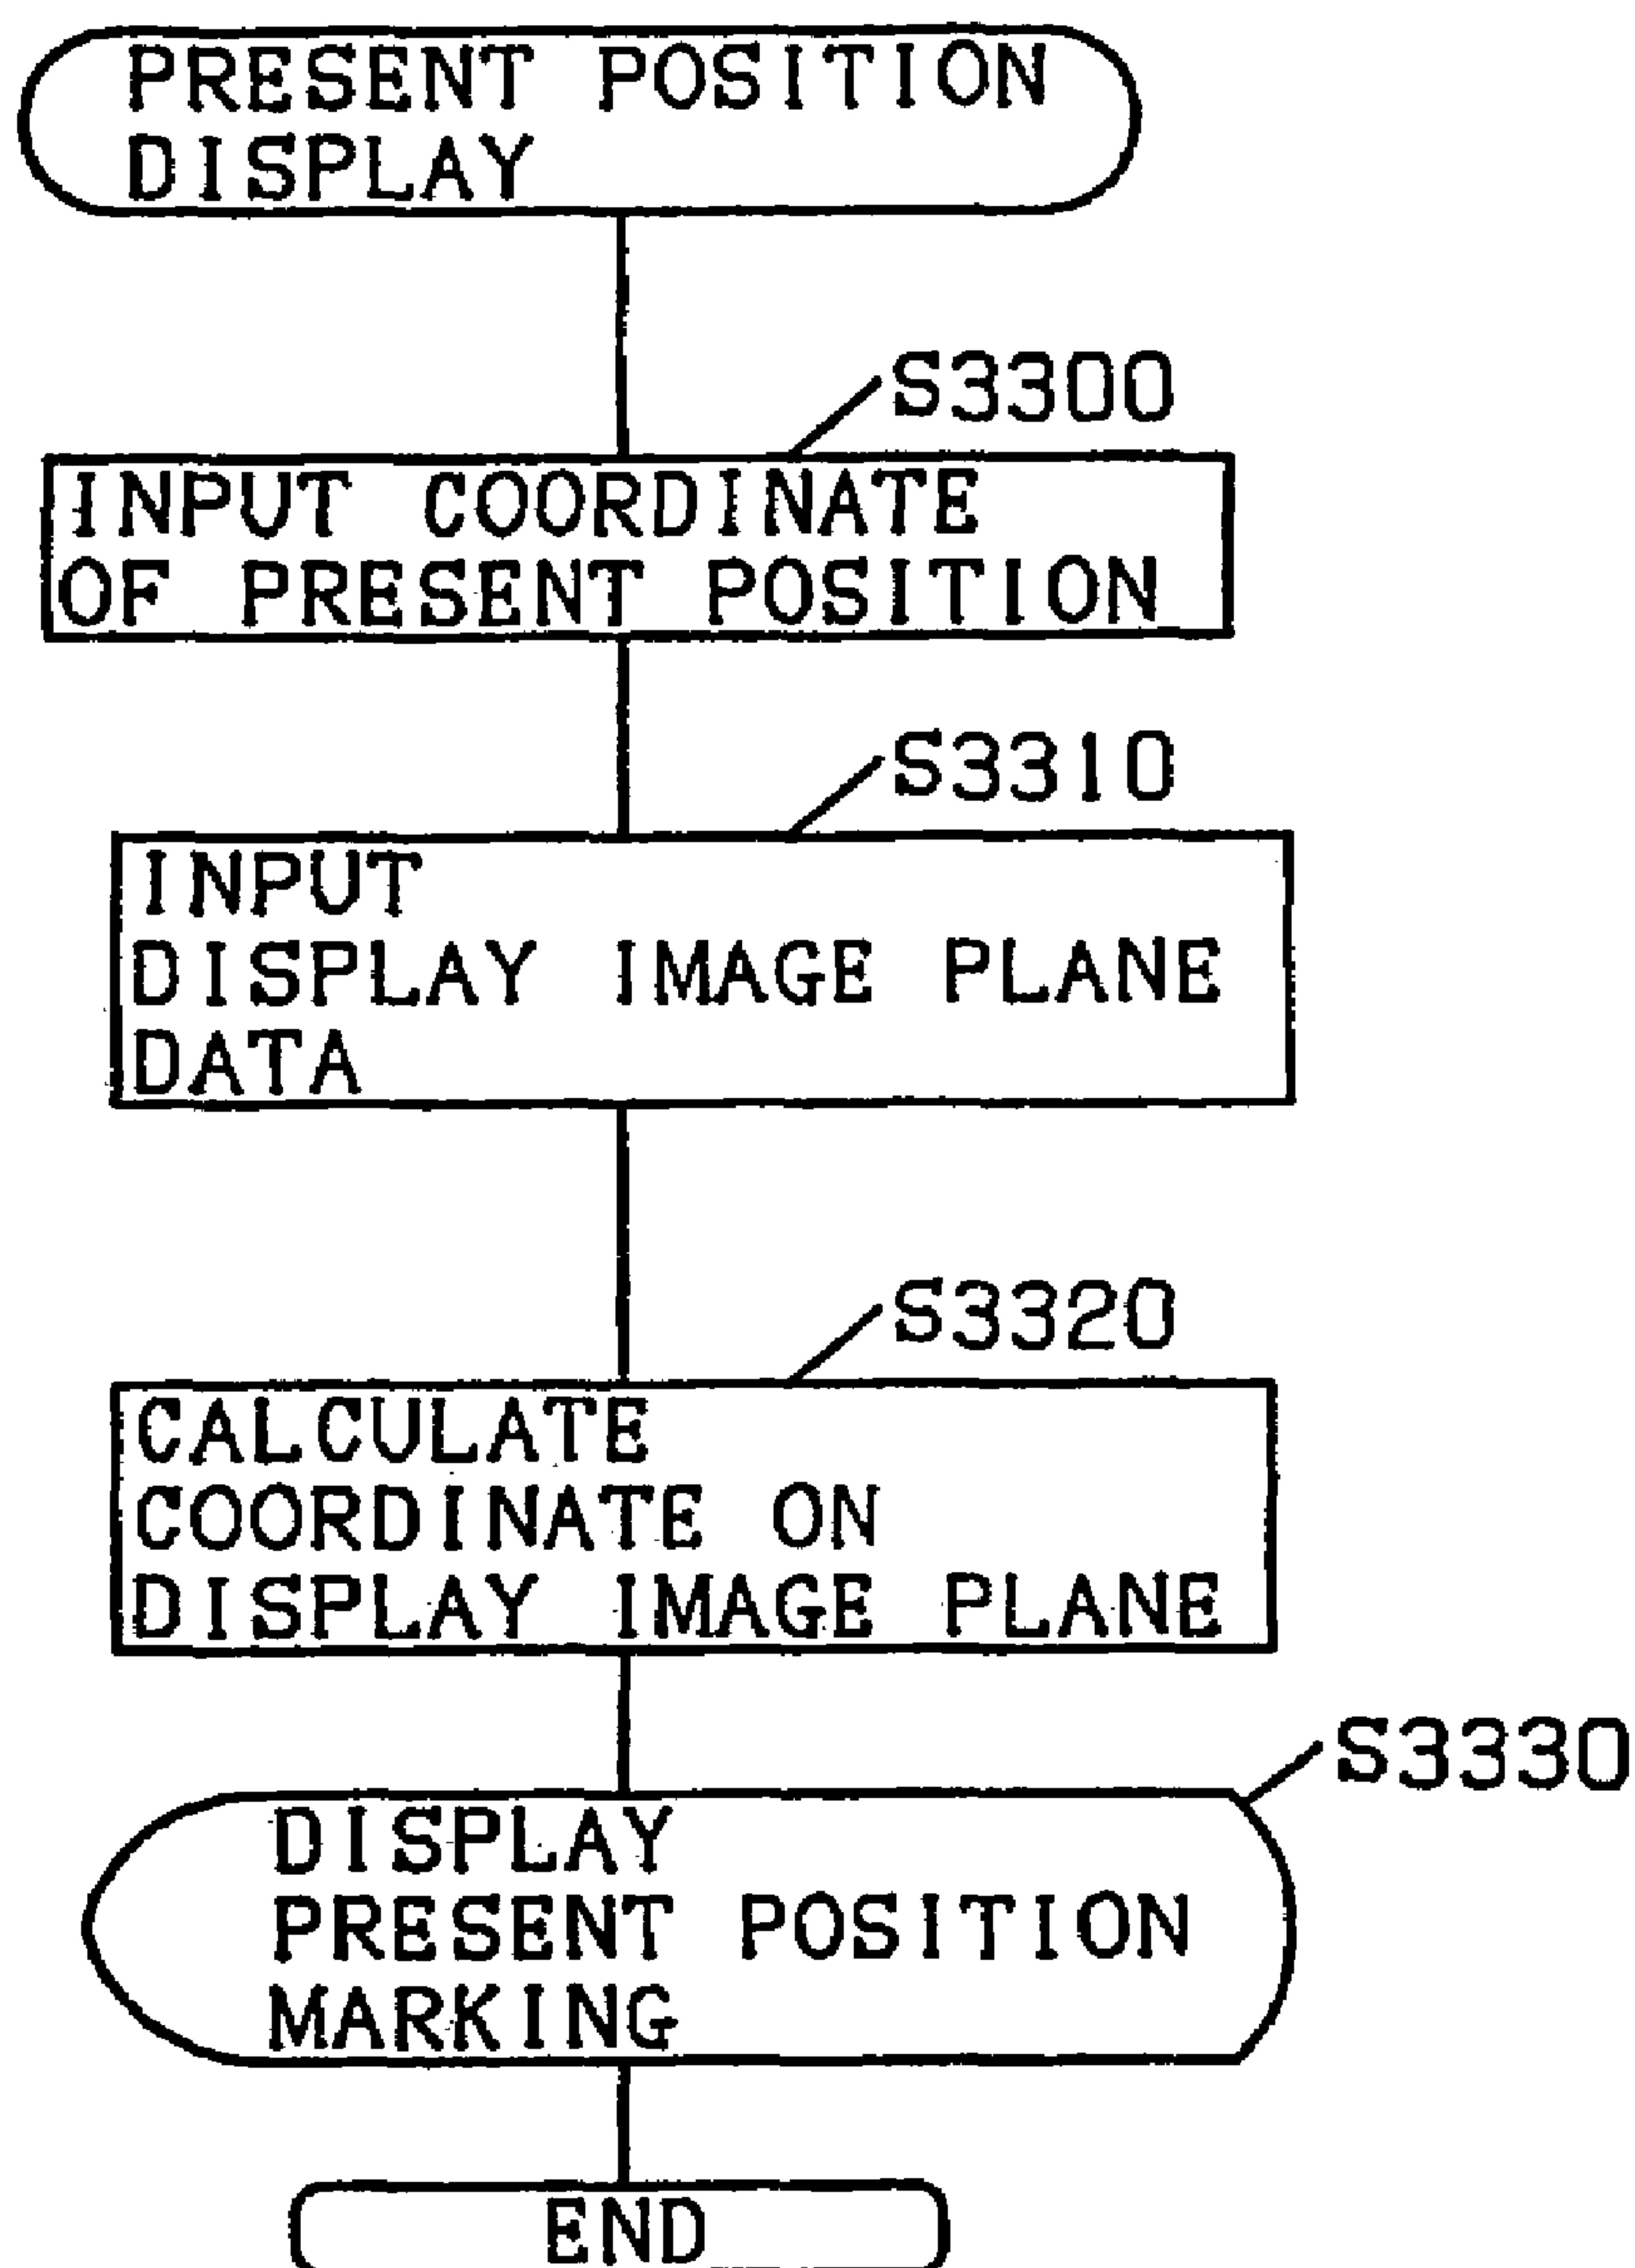 PRESENT POSITION
DISPLAY
S3300
INPUT COORDINATE
OF PRESENT POSITION
S3310
INPUT
DISPLAY IMAGE PLANE
DATA
S3320
CALCULATE
COORDINATE ON
DISPLAY IMAGE PLANE
S3330
DISPLAY
PRESENT POSITION
MARKING
END